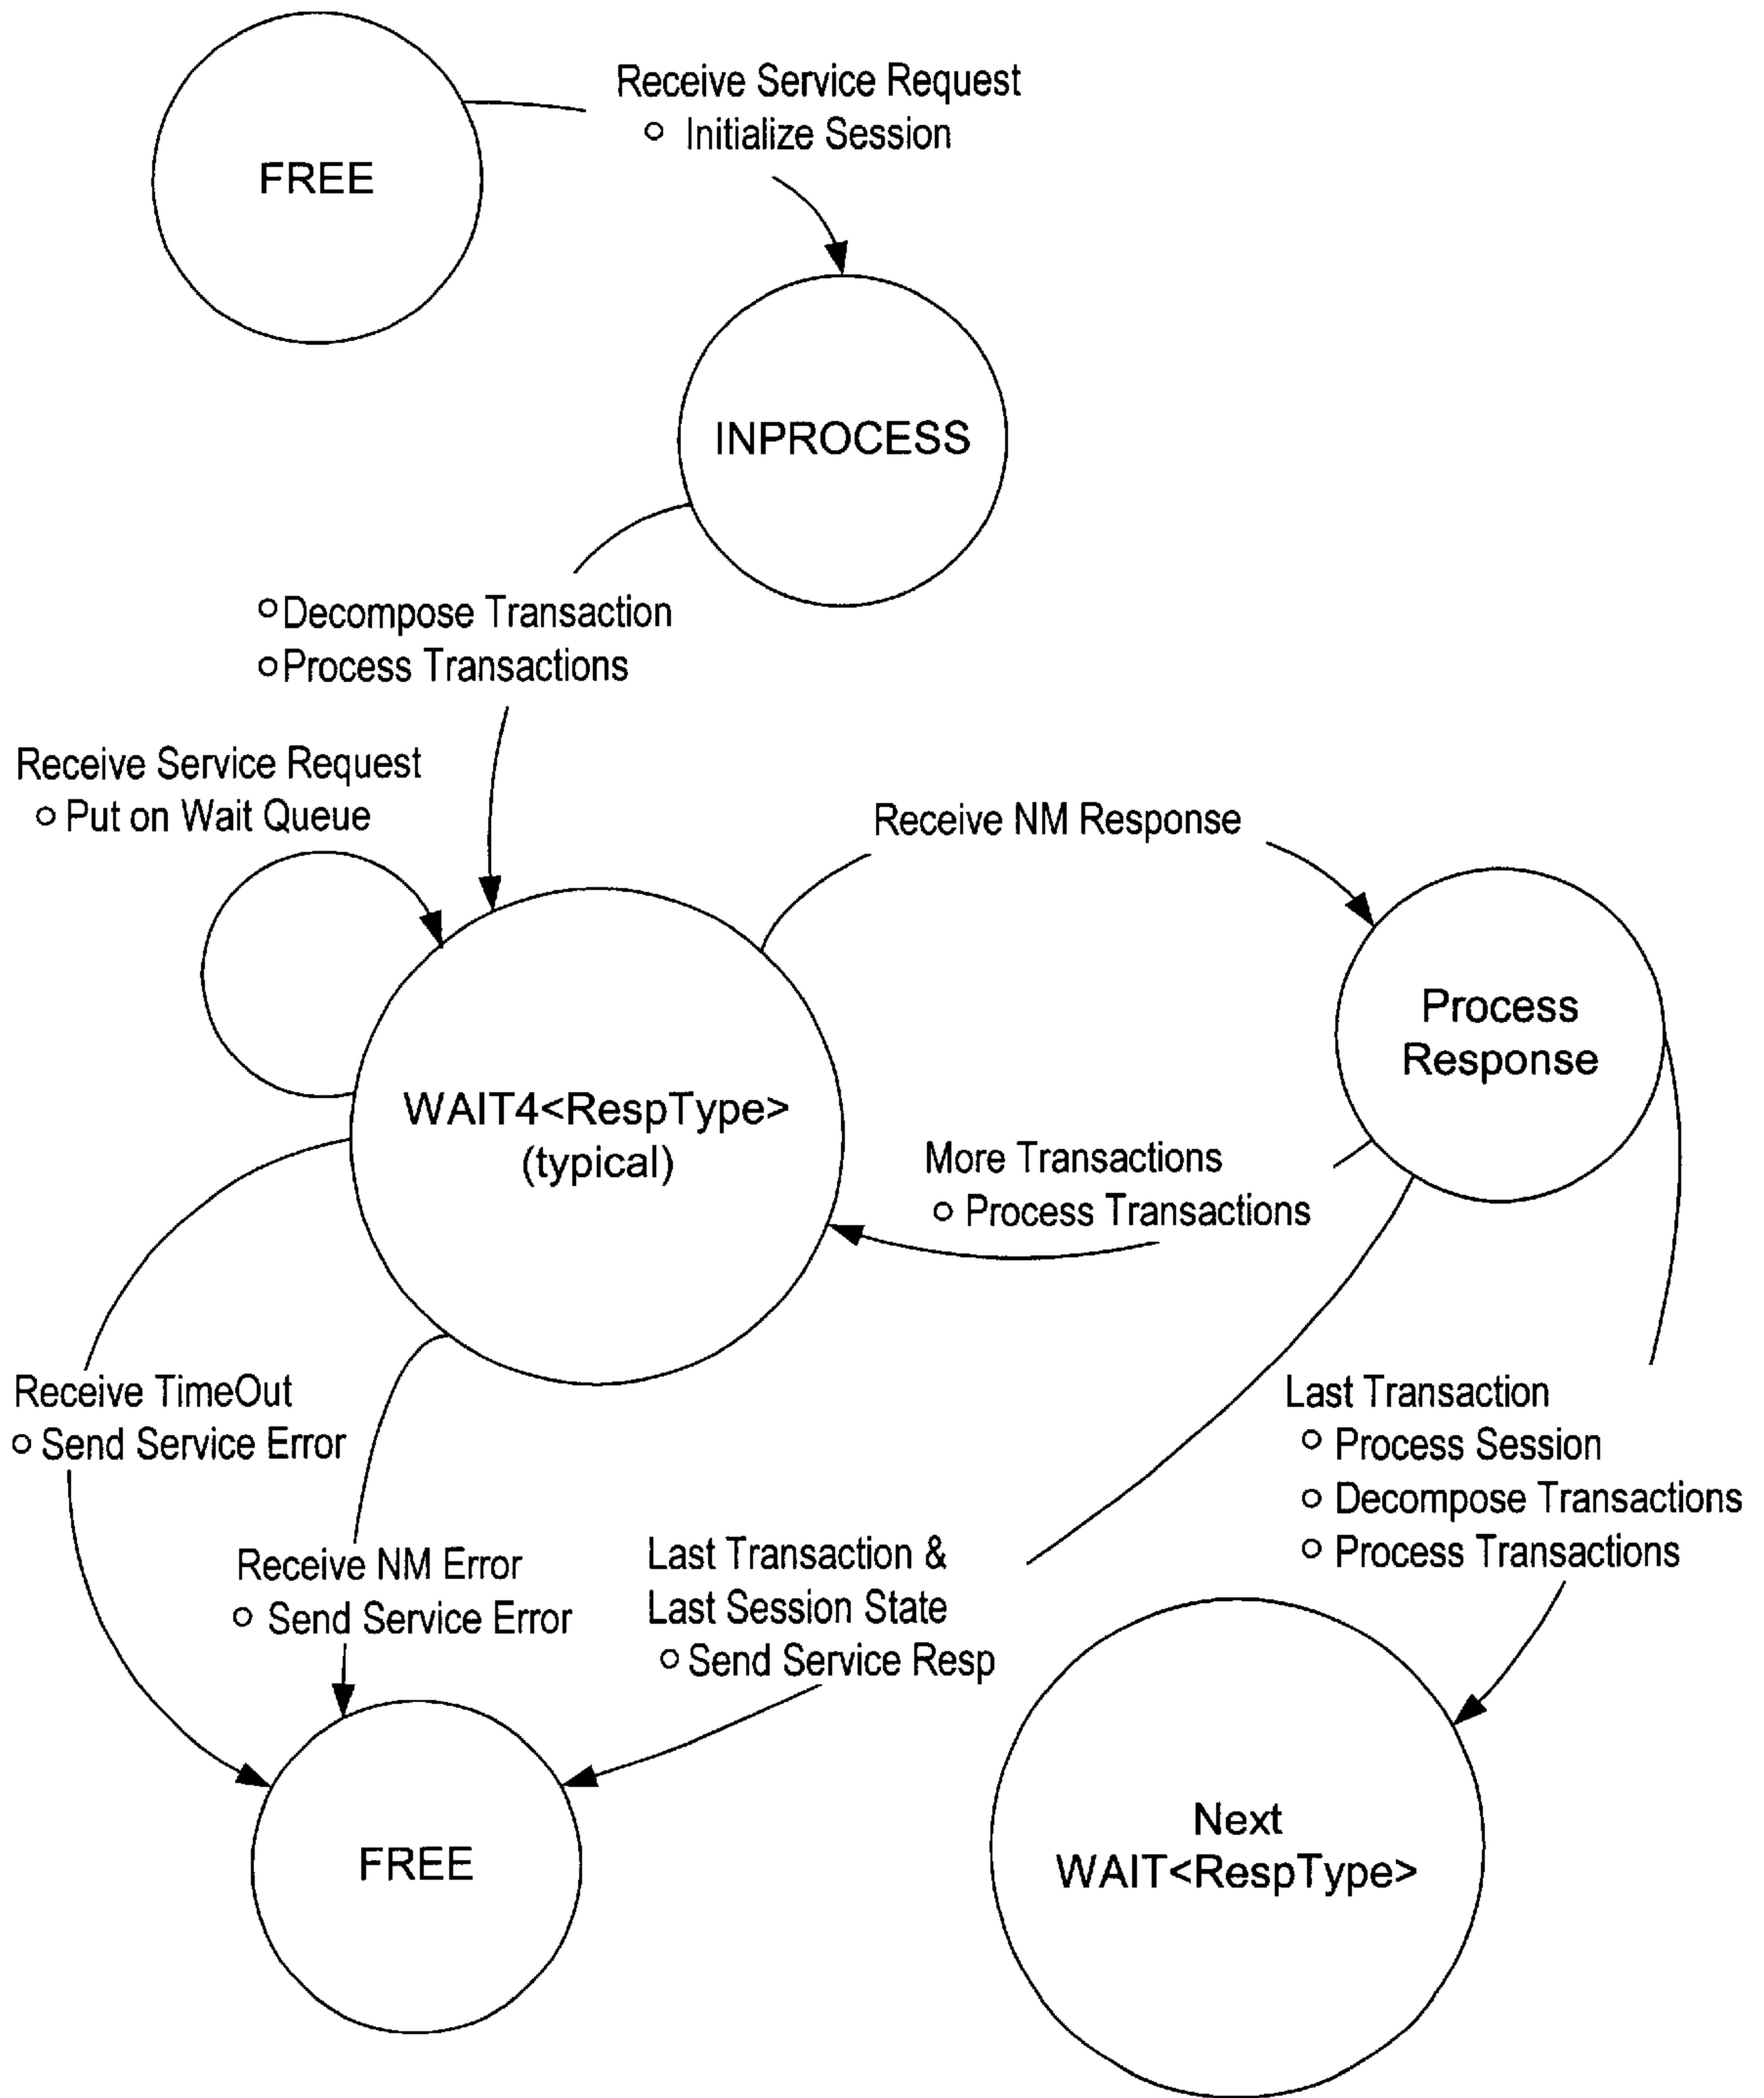 Receive Service Request
○ Initialize Session
FREE
INPROCESS
○ Decompose Transaction
○ Process Transactions
Receive Service Request
○ Put on Wait Queue
Receive NM Response
Process
Response
WAIT4<RespType>
(typical)
More Transactions
○ Process Transactions
Receive TimeOut
○ Send Service Error
Last Transaction
○ Process Session
○ Decompose Transactions
○ Process Transactions
Receive NM Error
○ Send Service Error
Last Transaction &
Last Session State
○ Send Service Resp
Next
WAIT<RespType>
FREE